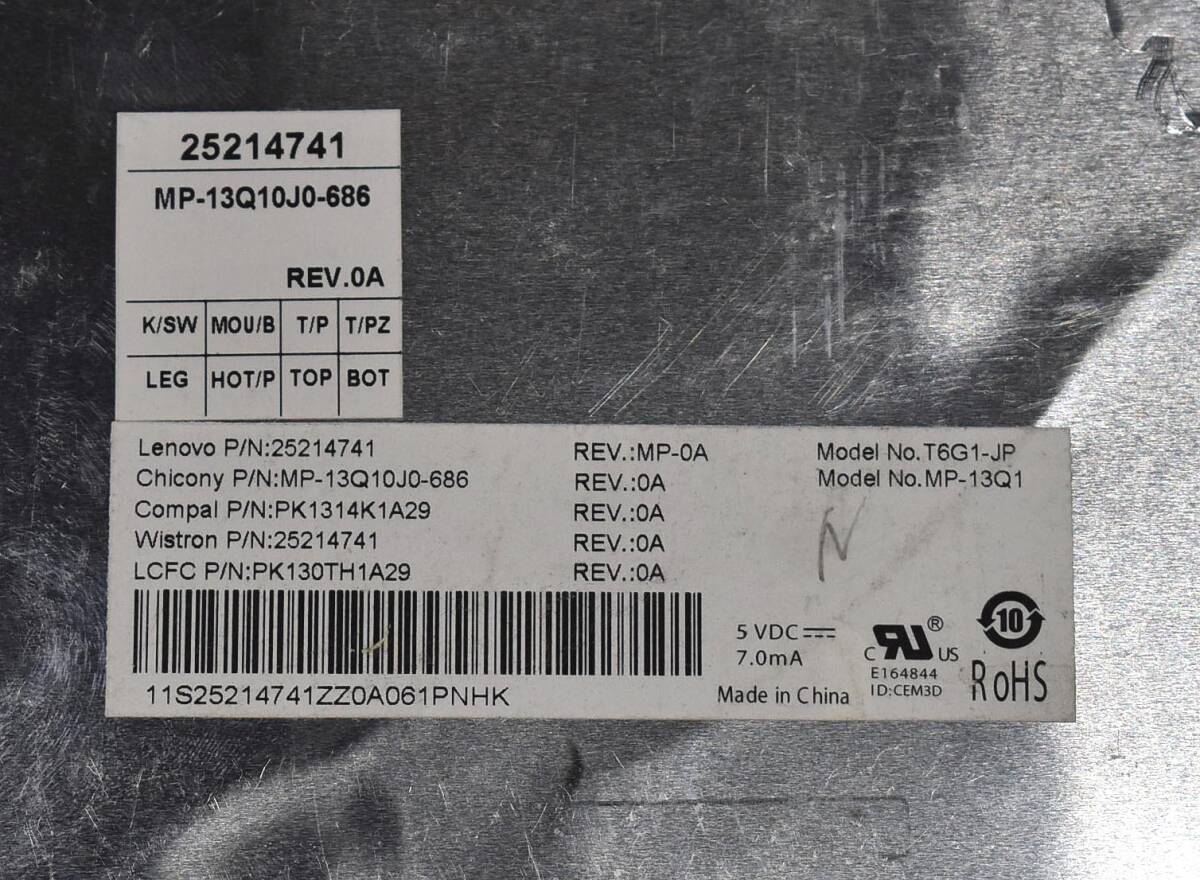 25214741
MP-13Q10J0-686
REV.0A
K/SW MOU/B T/P T/PZ
LEG HOT/P TOP BOT
Lenovo P/N:25214741 REV.:MP-0A Model No.T6G1-JP
Chicony P/N:MP-13Q10J0-686 REV.:0A Model No.MP-13Q1
Compal P/N:PK1314K1A29 REV.:0A
N
Wistron P/N:25214741 REV.:0A
LCFC P/N:PK130TH1A29 REV.:0A
10
5 VDC
7.0mA
c RU® US
E164844
ID:CEM3D
RoHS
11S25214741ZZ0A061PNHK
Made in China